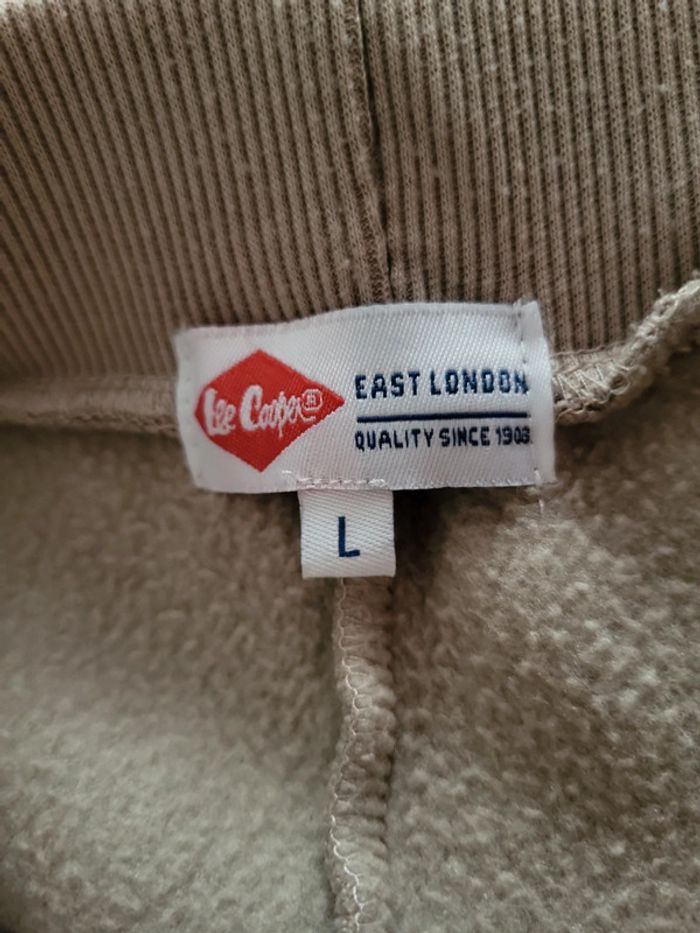 Lee Cooper
EAST LONDON
QUALITY SINCE 1908
L